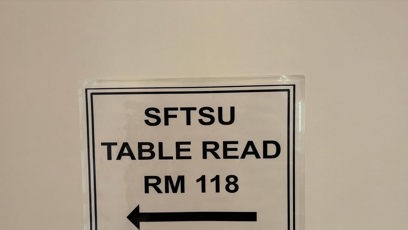 SFTSU
TABLE READ
RM 118